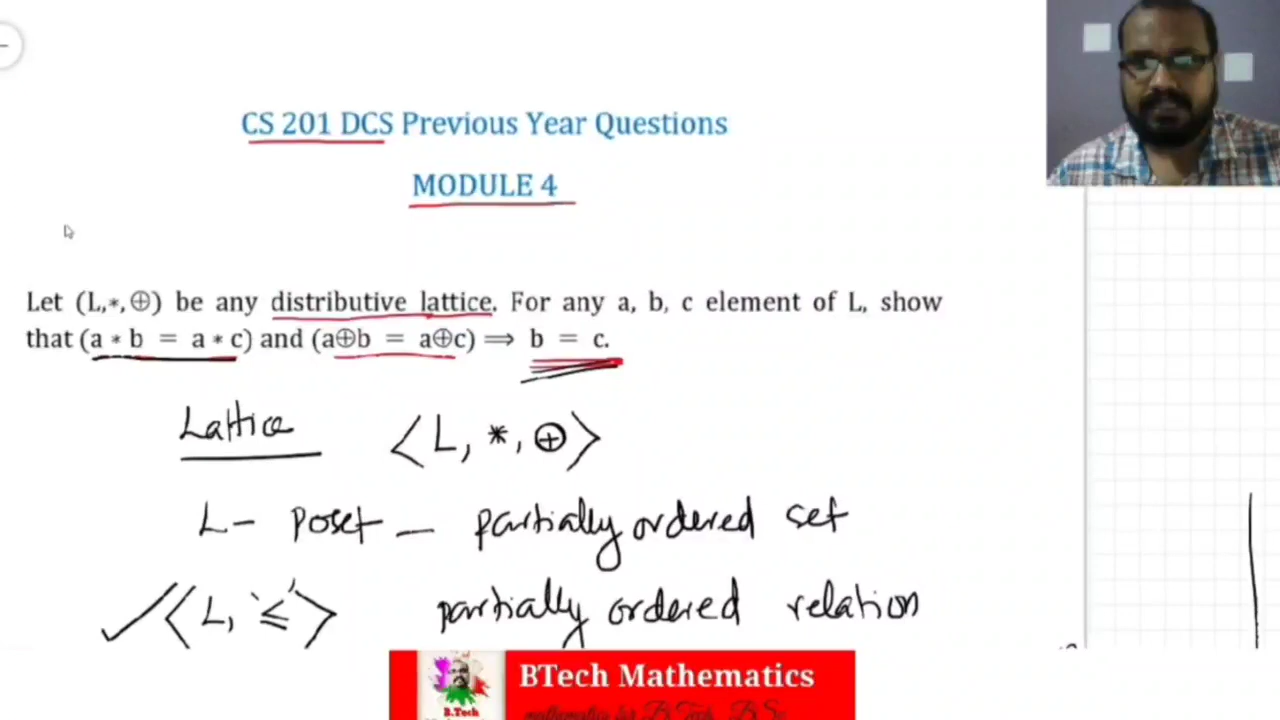 CS 201 DCS Previous Year Questions
MODULE 4
Let (L,*,⊕) be any distributive lattice. For any a, b, c element of L, show
that (a * b = a * c) and (a⊕b = a⊕c) ⟹ b = c.
Lattice ⟨L, *, ⊕⟩
L - poset - partially ordered set
✓⟨L, '≤'⟩ partially ordered relation
BTech Mathematics
B.Tech